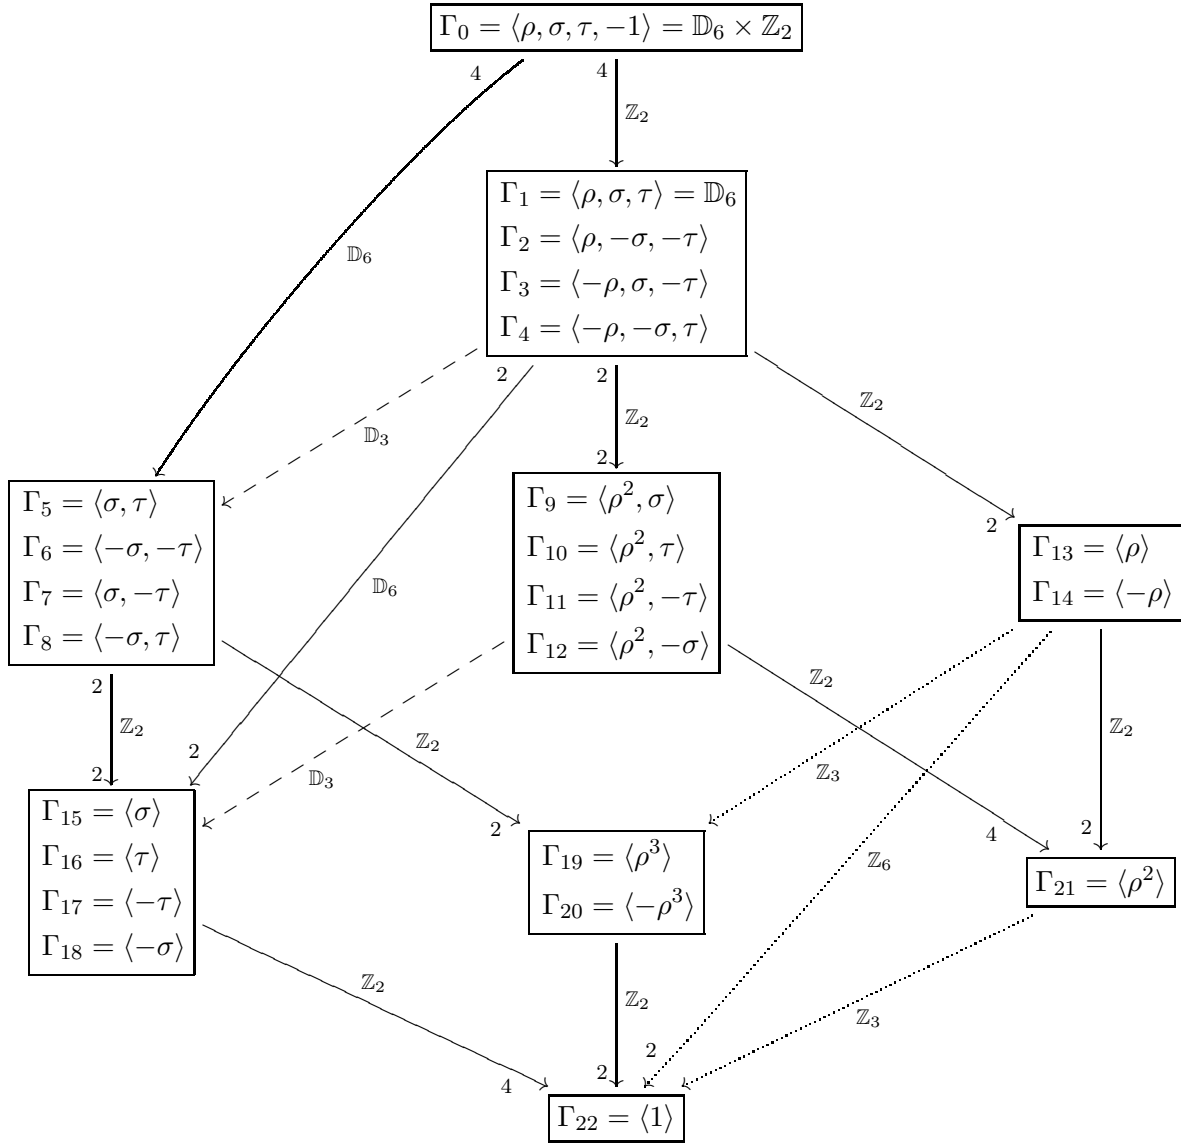 Γ₀ = ⟨ρ, σ, τ, −1⟩ = 𝔻₆ × ℤ₂
4
4
ℤ₂
Γ₁ = ⟨ρ, σ, τ⟩ = 𝔻₆
Γ₂ = ⟨ρ, −σ, −τ⟩
𝔻₆
Γ₃ = ⟨−ρ, σ, −τ⟩
Γ₄ = ⟨−ρ, −σ, τ⟩
2
2
ℤ₂
ℤ₂
𝔻₃
2
2
Γ₅ = ⟨σ, τ⟩
Γ₆ = ⟨−σ, −τ⟩
Γ₇ = ⟨σ, −τ⟩
Γ₈ = ⟨−σ, τ⟩
𝔻₆
Γ₉ = ⟨ρ², σ⟩
Γ₁₀ = ⟨ρ², τ⟩
Γ₁₁ = ⟨ρ², −τ⟩
Γ₁₂ = ⟨ρ², −σ⟩
Γ₁₃ = ⟨ρ⟩
Γ₁₄ = ⟨−ρ⟩
2
ℤ₂
2
2
ℤ₂
𝔻₃
ℤ₂
ℤ₃
ℤ₂
2
4
2
Γ₁₅ = ⟨σ⟩
Γ₁₆ = ⟨τ⟩
Γ₁₇ = ⟨−τ⟩
Γ₁₈ = ⟨−σ⟩
Γ₁₉ = ⟨ρ³⟩
Γ₂₀ = ⟨−ρ³⟩
ℤ₆
Γ₂₁ = ⟨ρ²⟩
ℤ₂
ℤ₂
ℤ₃
4
2
2
Γ₂₂ = ⟨1⟩